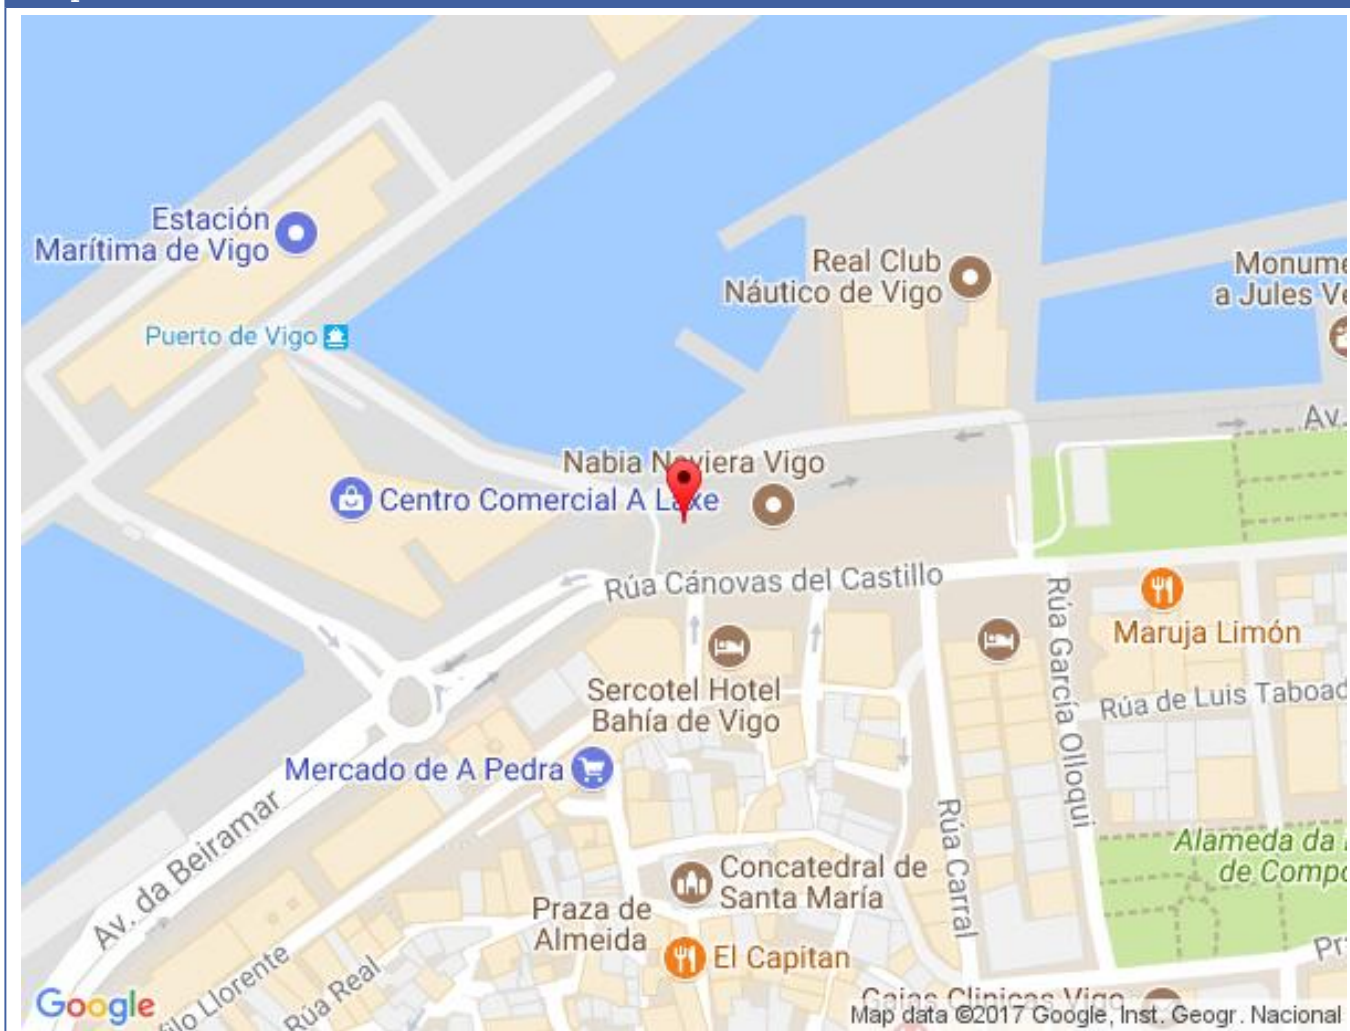 Estación
Marítima de Vigo
Puerto de Vigo
Real Club
Náutico de Vigo
Monume
a Jules Ve
Av.
Nabia Naviera Vigo
Centro Comercial A Laxe
Rúa Cánovas del Castillo
Maruja Limón
Rúa García Olloqui
Sercotel Hotel
Bahía de Vigo
Rúa de Luis Taboad
Mercado de A Pedra
Av. da Beiramar
Rúa Carral
Alameda da
de Compo
Concatedral de
Santa María
Praza de
Almeida
El Capitan
Pr
Google
ilo Llorente
Rúa Real
Map data ©2017 Google, Inst. Geogr. Nacional